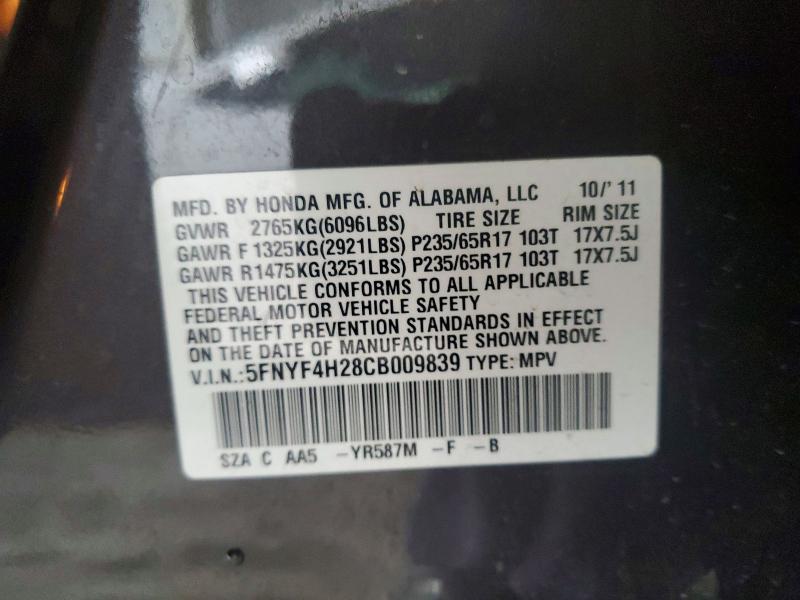 MFD. BY HONDA MFG. OF ALABAMA, LLC 10/'11
GVWR 2765KG(6096LBS) TIRE SIZE RIM SIZE
GAWR F 1325KG(2921LBS) P235/65R17 103T 17X7.5J
GAWR R1475KG(3251LBS) P235/65R17 103T 17X7.5J
THIS VEHICLE CONFORMS TO ALL APPLICABLE
FEDERAL MOTOR VEHICLE SAFETY
AND THEFT PREVENTION STANDARDS IN EFFECT
ON THE DATE OF MANUFACTURE SHOWN ABOVE.
V.I.N.:5FNYF4H28CB009839 TYPE: MPV
SZA C AA5 -YR587M -F -B